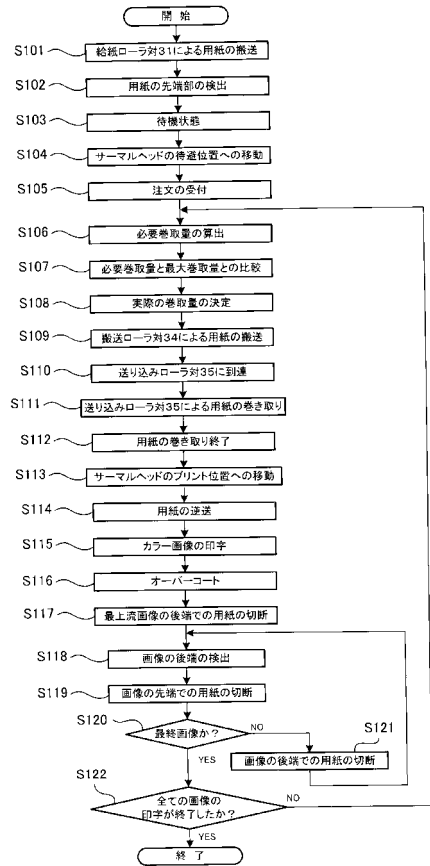 開 始
S101 給紙ローラ対31による用紙の搬送
S102 用紙の先端部の検出
S103 待機状態
S104 サーマルヘッドの待避位置への移動
S105 注文の受付
S106 必要巻取量の算出
S107 必要巻取量と最大巻取量との比較
S108 実際の巻取量の決定
S109 搬送ローラ対34による用紙の搬送
S110 送り込みローラ対35に到達
S111 送り込みローラ対35による用紙の巻き取り
S112 用紙の巻き取り終了
S113 サーマルヘッドのプリント位置への移動
S114 用紙の逆送
S115 カラー画像の印字
S116 オーバーコート
S117 最上流画像の後端での用紙の切断
S118 画像の後端の検出
S119 画像の先端での用紙の切断
S120 最終画像か? NO
S121 画像の後端での用紙の切断
YES
S122 全ての画像の
印字が終了したか? NO
YES
終 了